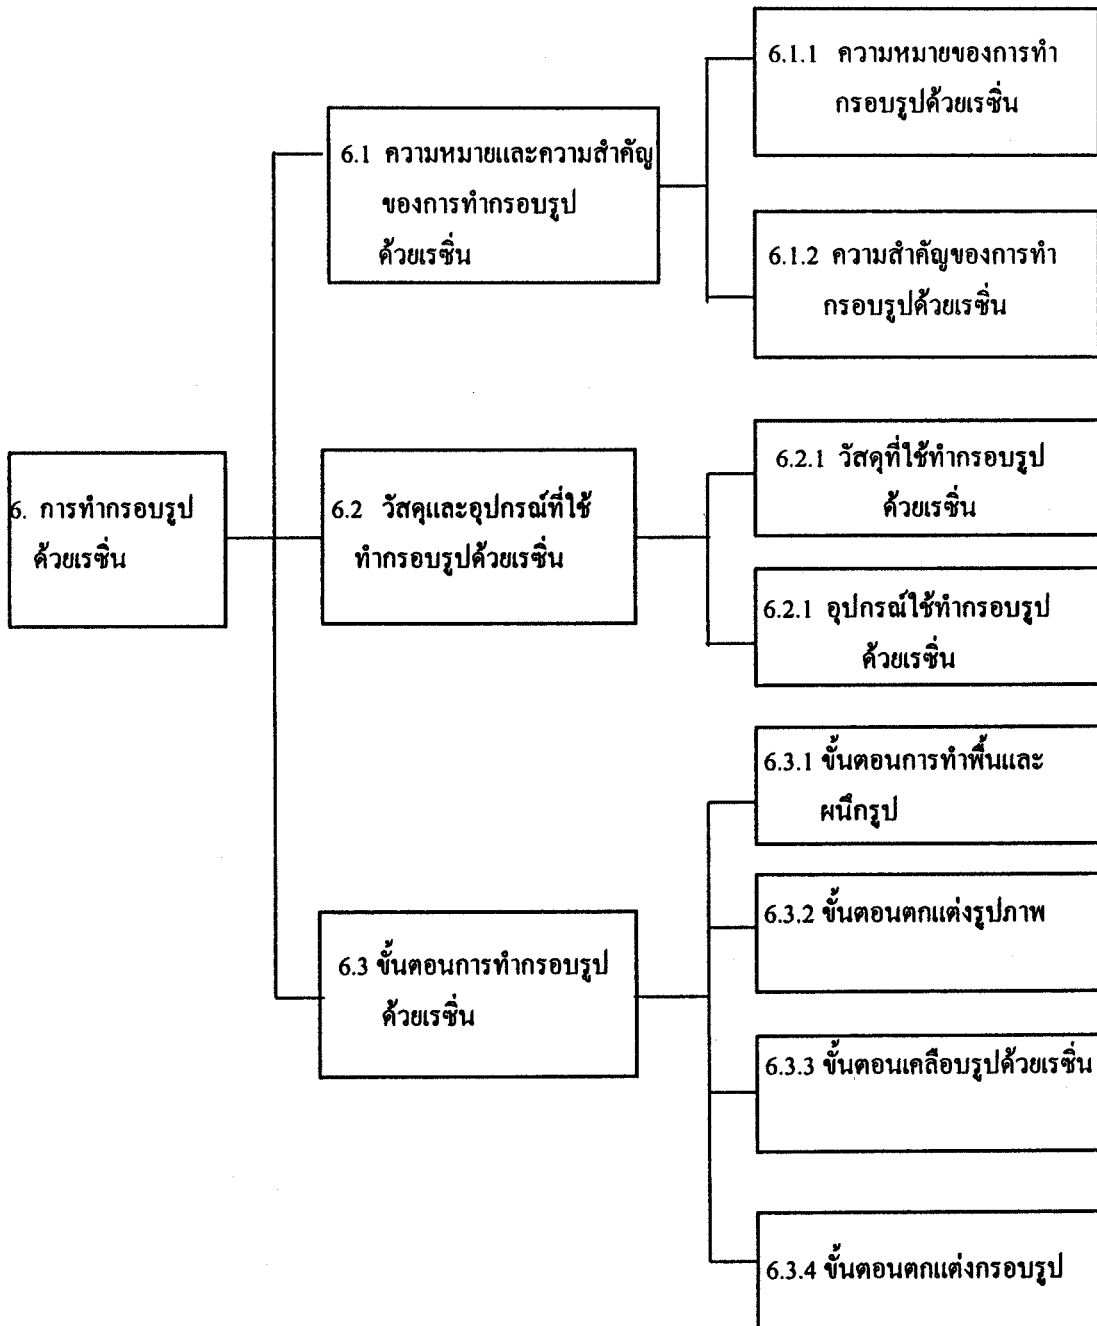 6. การทำกรอบรูป
ด้วยเรซิ่น
6.1 ความหมายและความสำคัญ
ของการทำกรอบรูป
ด้วยเรซิ่น
6.1.1 ความหมายของการทำ
กรอบรูปด้วยเรซิ่น
6.1.2 ความสำคัญของการทำ
กรอบรูปด้วยเรซิ่น
6.2 วัสดุและอุปกรณ์ที่ใช้
ทำกรอบรูปด้วยเรซิ่น
6.2.1 วัสดุที่ใช้ทำกรอบรูป
ด้วยเรซิ่น
6.2.1 อุปกรณ์ใช้ทำกรอบรูป
ด้วยเรซิ่น
6.3 ขั้นตอนการทำกรอบรูป
ด้วยเรซิ่น
6.3.1 ขั้นตอนการทำพื้นและ
ผนึกรูป
6.3.2 ขั้นตอนตกแต่งรูปภาพ
6.3.3 ขั้นตอนเคลือบรูปด้วยเรซิ่น
6.3.4 ขั้นตอนตกแต่งกรอบรูป